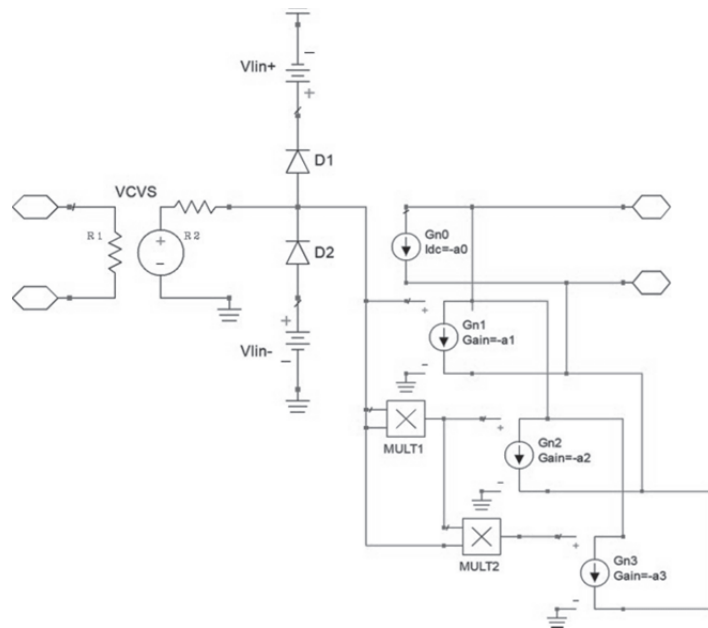 Vlin+
−
+
D1
VCVS
R1
+
−
R2
D2
+
Vlin-
−
Gn0
Idc=-a0
+
Gn1
Gain=-a1
−
MULT1
+
Gn2
Gain=-a2
−
MULT2
+
Gn3
Gain=-a3
−